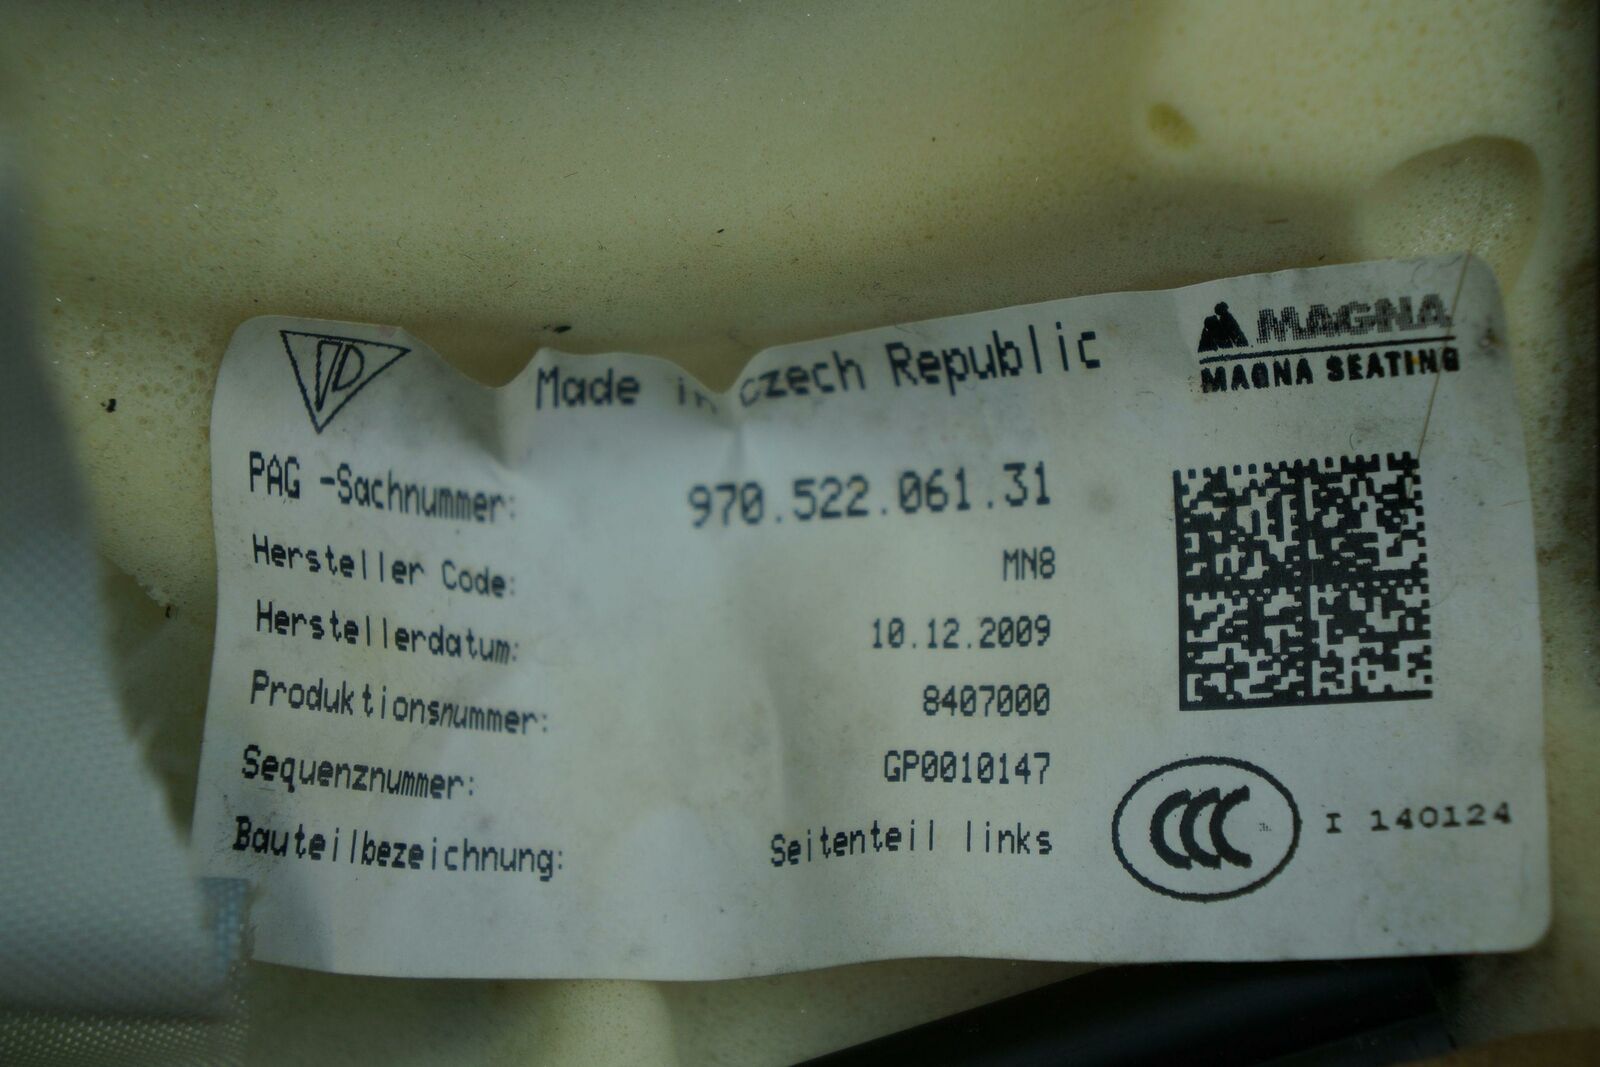 Made in Czech Republic
MAGNA
MAGNA SEATING
PAG -Sachnummer: 970.522.061.31
Hersteller Code: MN8
Herstellerdatum: 10.12.2009
Produktionsnummer: 8407000
Sequenznummer: GP0010147
Bauteilbezeichnung: Seitenteil links
CCC I 140124